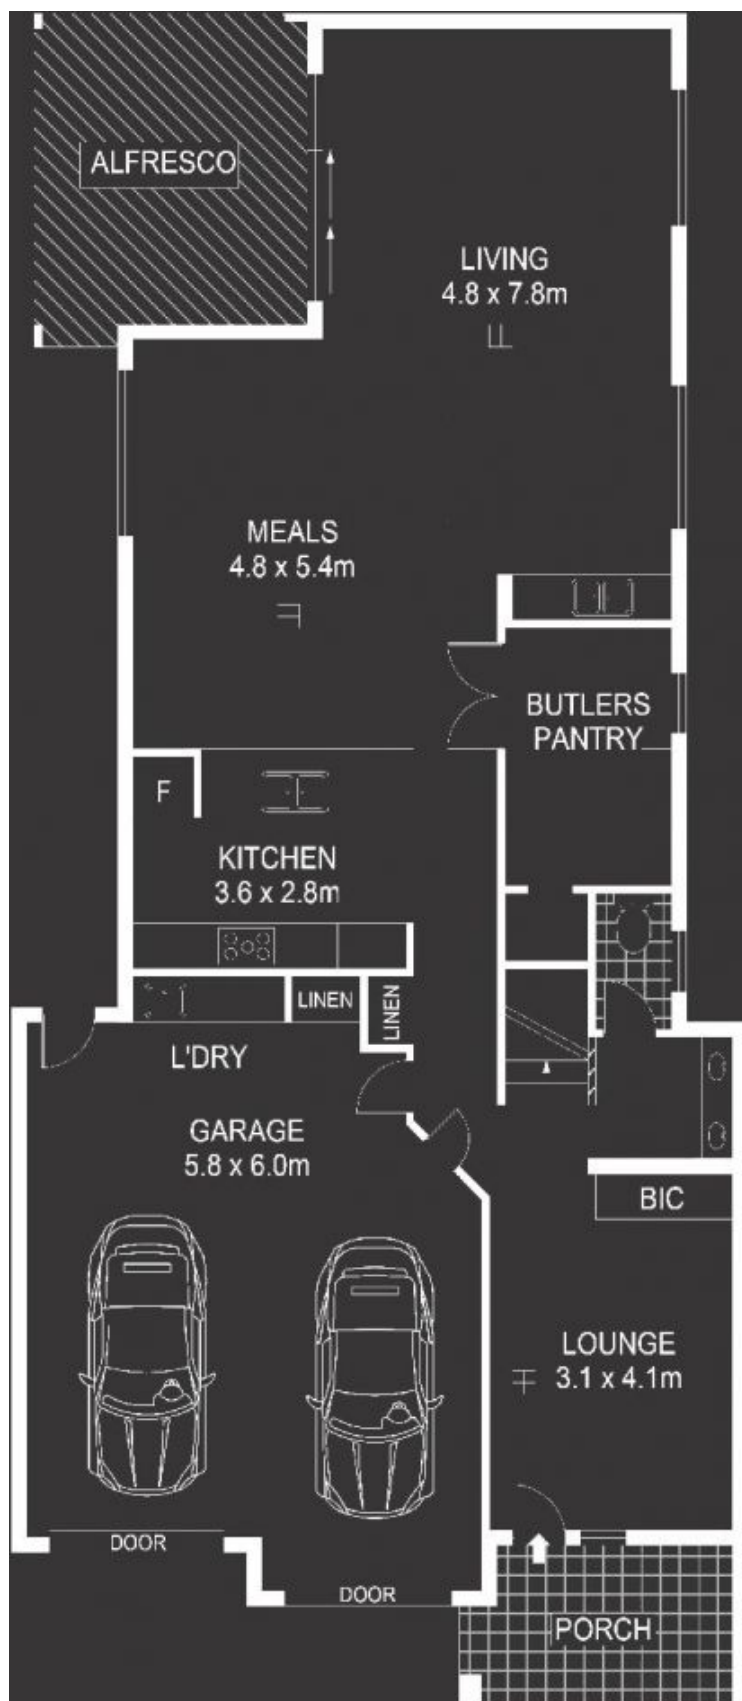 ALFRESCO
LIVING
4.8 x 7.8m
MEALS
4.8 x 5.4m
BUTLERS
PANTRY
F
KITCHEN
3.6 x 2.8m
LINEN
LINEN
L'DRY
GARAGE
5.8 x 6.0m
BIC
LOUNGE
3.1 x 4.1m
DOOR
DOOR
PORCH